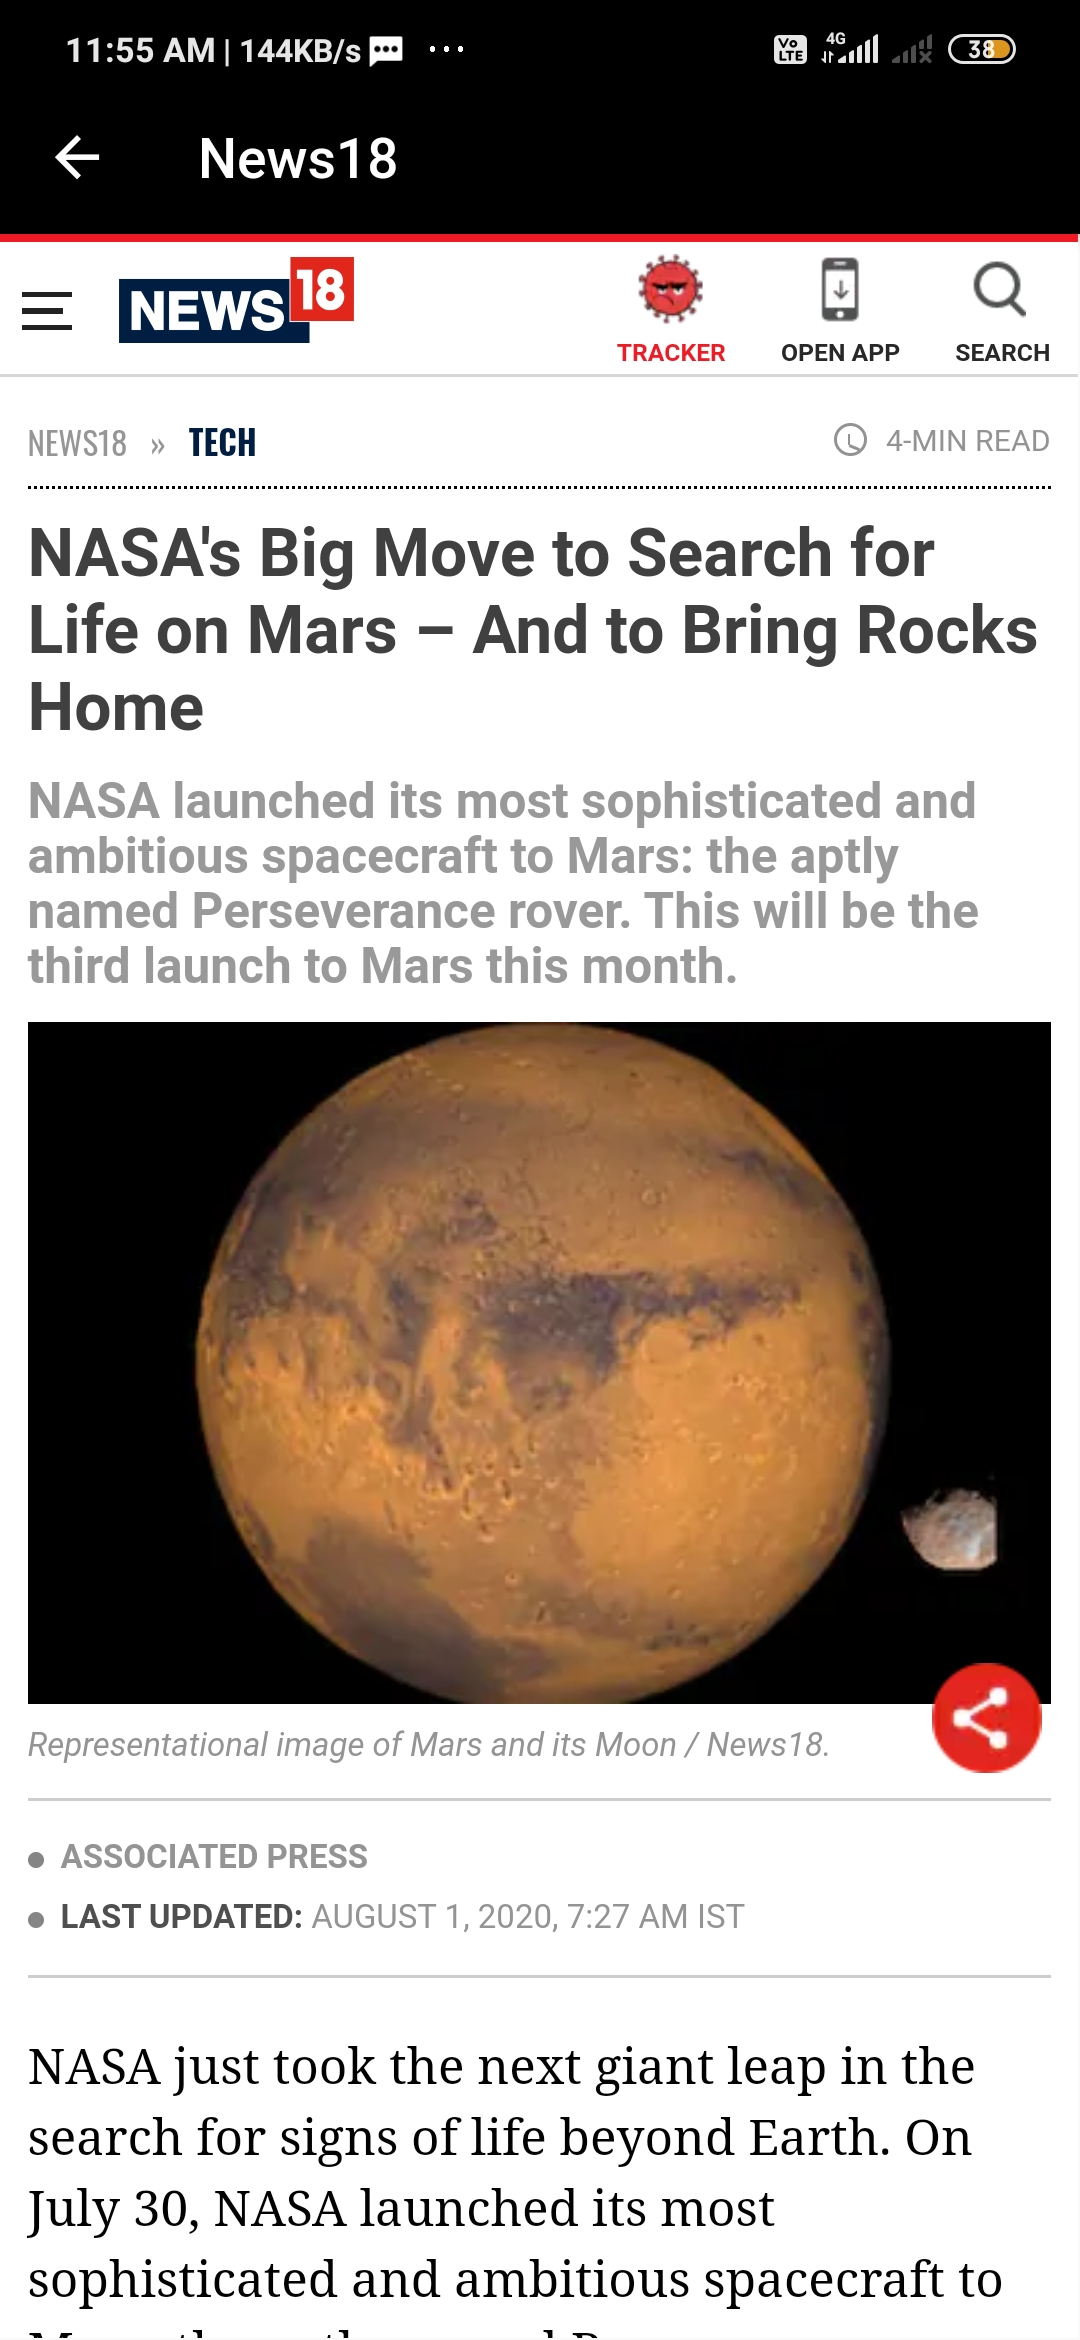 11:55 AM | 144KB/s
Vo LTE 4G 38
News18
NEWS 18
TRACKER OPEN APP SEARCH
NEWS18 » TECH 4-MIN READ
NASA's Big Move to Search for
Life on Mars – And to Bring Rocks
Home
NASA launched its most sophisticated and
ambitious spacecraft to Mars: the aptly
named Perseverance rover. This will be the
third launch to Mars this month.
Representational image of Mars and its Moon / News18.
ASSOCIATED PRESS
LAST UPDATED: AUGUST 1, 2020, 7:27 AM IST
NASA just took the next giant leap in the
search for signs of life beyond Earth. On
July 30, NASA launched its most
sophisticated and ambitious spacecraft to